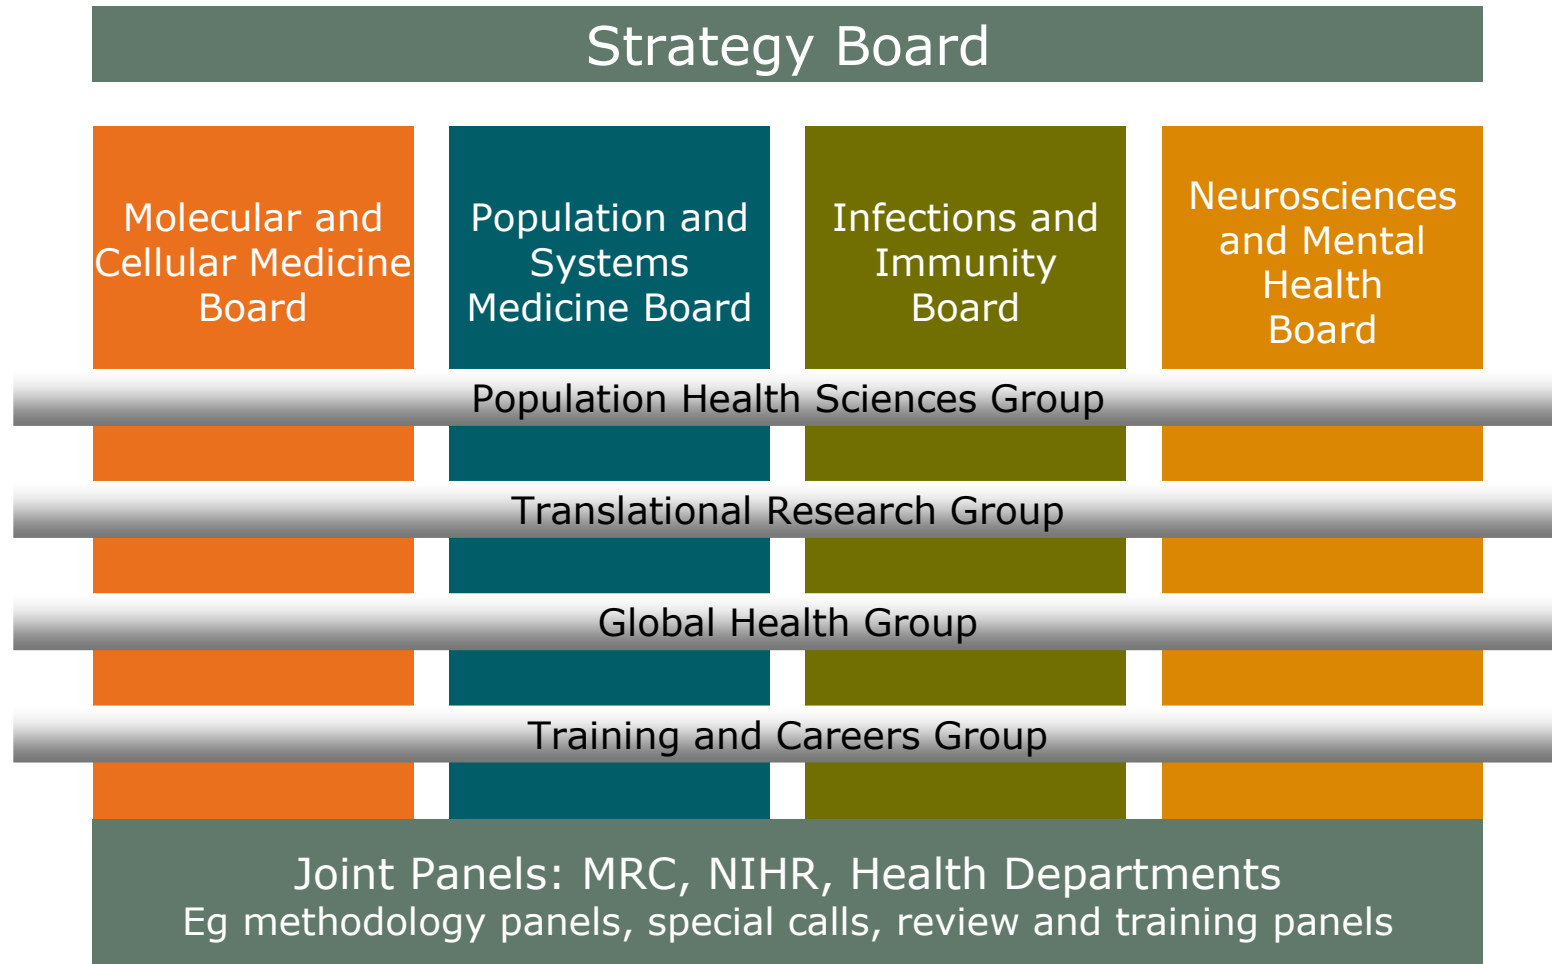 Strategy Board
Molecular and
Cellular Medicine
Board
Population and
Systems
Medicine Board
Infections and
Immunity
Board
Neurosciences
and Mental
Health
Board
Population Health Sciences Group
Translational Research Group
Global Health Group
Training and Careers Group
Joint Panels: MRC, NIHR, Health Departments
Eg methodology panels, special calls, review and training panels